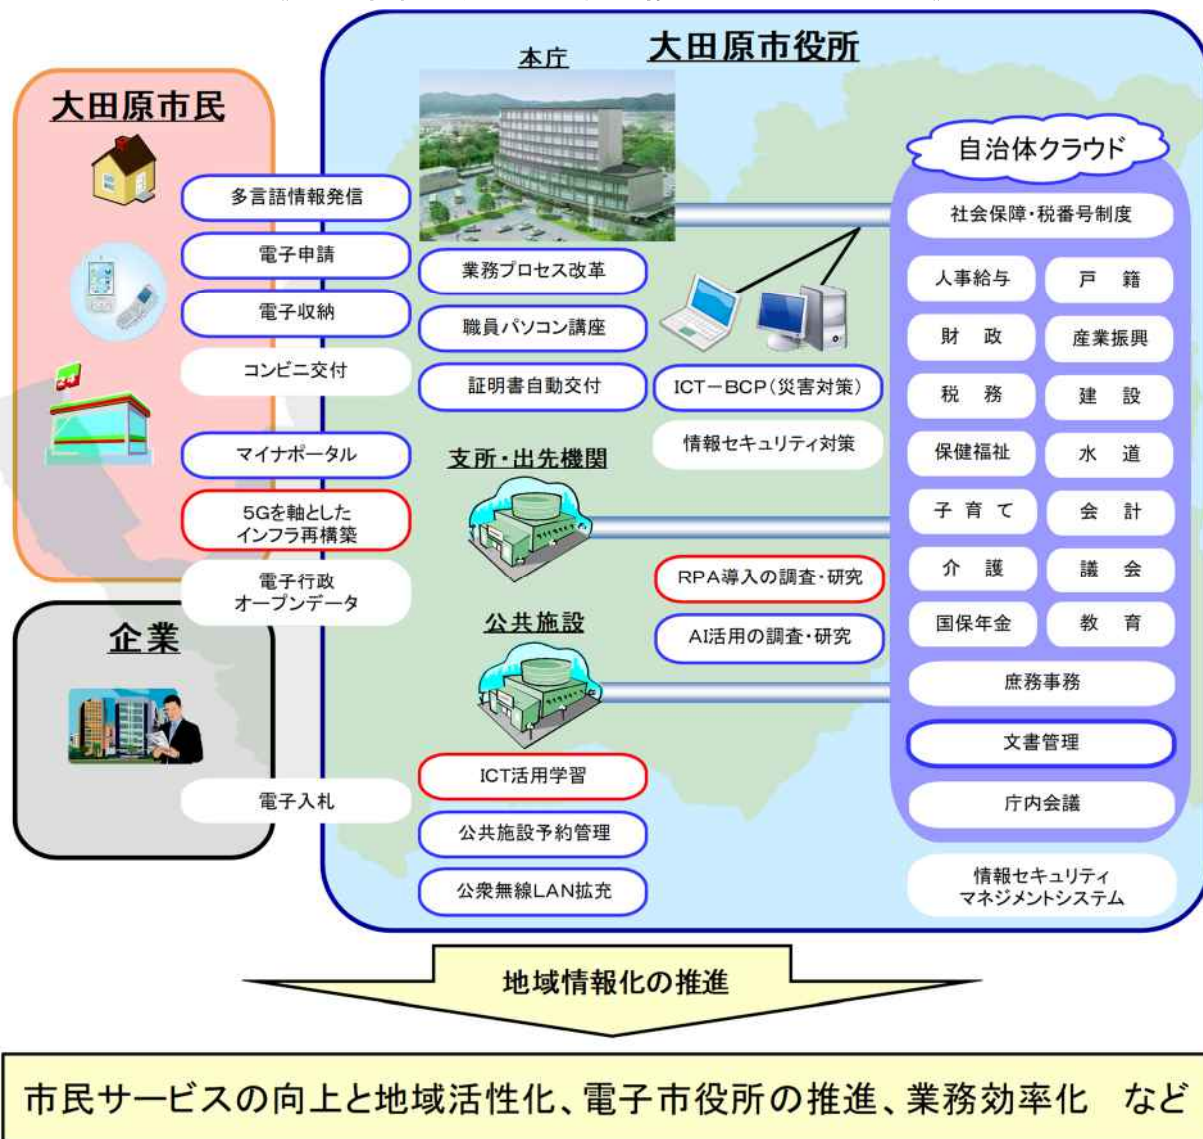 大田原市役所
本庁
大田原市民
自治体クラウド
多言語情報発信
電子申請
電子収納
コンビニ交付
マイナポータル
5Gを軸とした
インフラ再構築
電子行政
オープンデータ
企業
電子入札
業務プロセス改革
職員パソコン講座
証明書自動交付
ICT－BCP(災害対策)
情報セキュリティ対策
支所・出先機関
RPA導入の調査・研究
AI活用の調査・研究
公共施設
ICT活用学習
公共施設予約管理
公衆無線LAN拡充
社会保障・税番号制度
人事給与 戸　籍
財　政 産業振興
税　務 建　設
保健福祉 水　道
子 育 て 会　計
介　護 議　会
国保年金 教　育
庶務事務
文書管理
庁内会議
情報セキュリティ
マネジメントシステム
地域情報化の推進
市民サービスの向上と地域活性化、電子市役所の推進、業務効率化　など